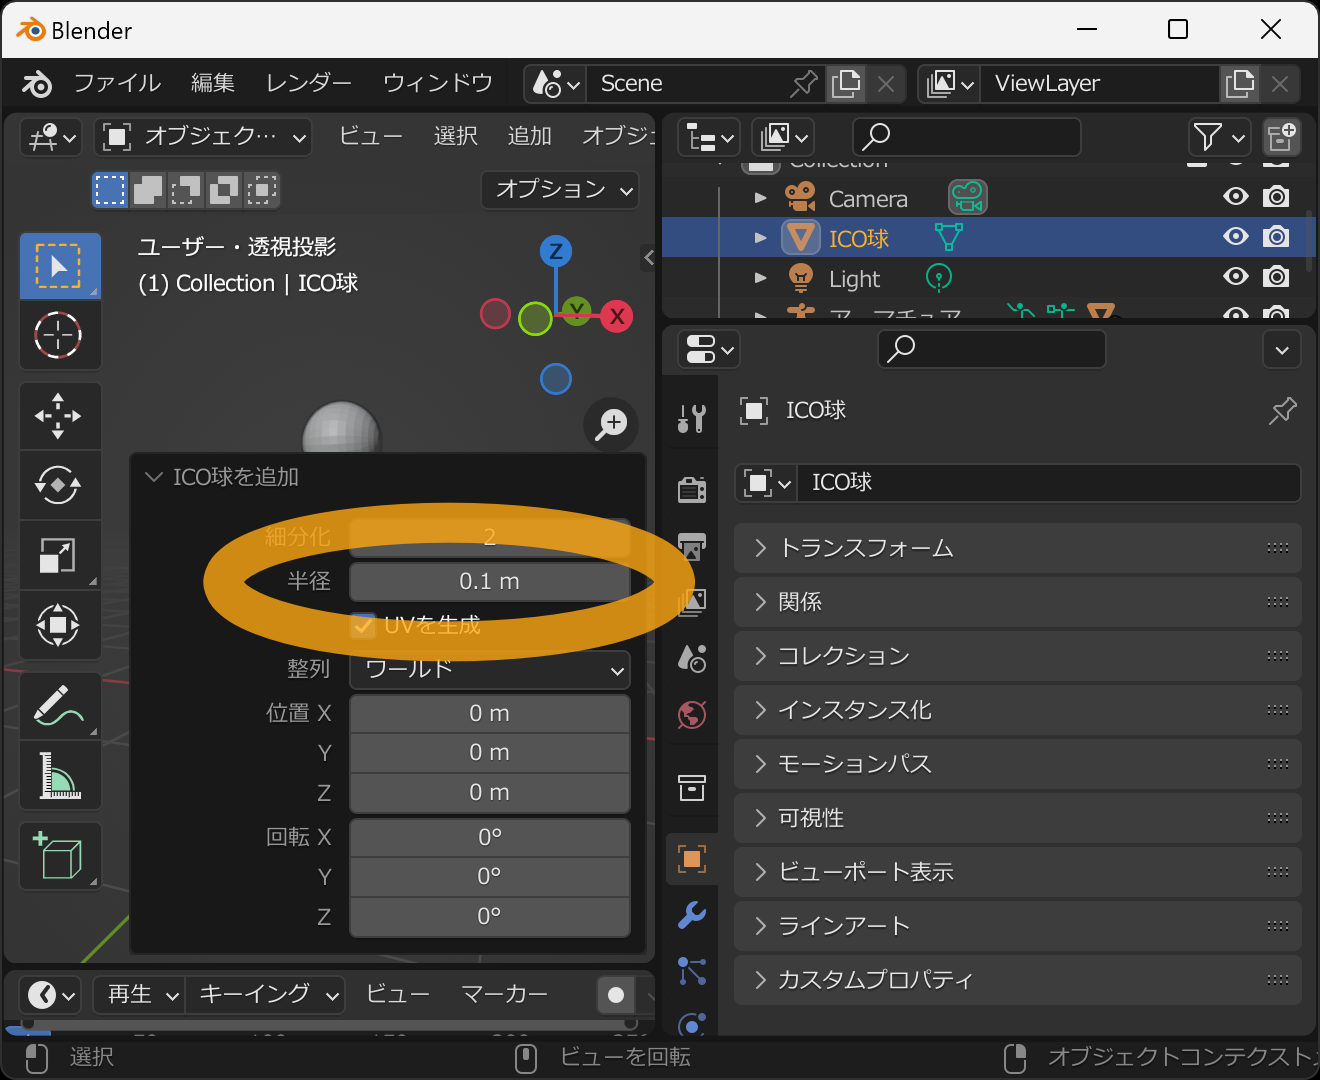 Blender
ファイル 編集 レンダー ウィンドウ Scene ViewLayer
オブジェク… ビュー 選択 追加 オブジェ
オプション
ユーザー・透視投影
(1) Collection | ICO球
Z
Y
X
Collection
Camera
ICO球
Light
アーマチュア
ICO球
ICO球
ICO球を追加
細分化 2
半径 0.1 m
UVを生成
整列 ワールド
位置 X 0 m
Y 0 m
Z 0 m
回転 X 0°
Y 0°
Z 0°
トランスフォーム
関係
コレクション
インスタンス化
モーションパス
可視性
ビューポート表示
ラインアート
カスタムプロパティ
再生 キーイング ビュー マーカー
選択 ビューを回転 オブジェクトコンテクスト